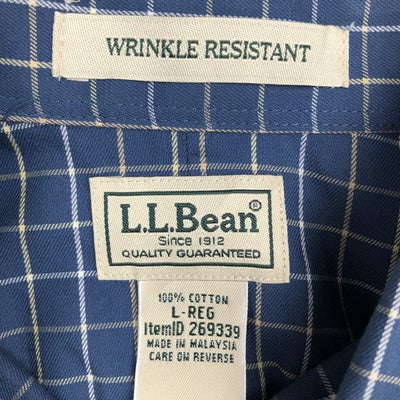 WRINKLE RESISTANT
L.L.Bean®
Since 1912
QUALITY GUARANTEED
100% COTTON
L-REG
ItemID 269339
MADE IN MALAYSIA
CARE ON REVERSE